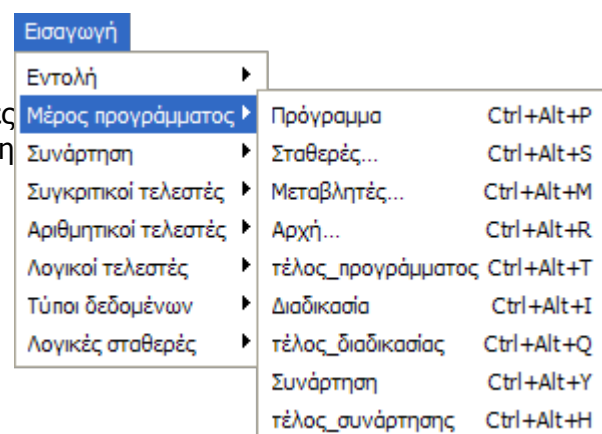 Εισαγωγή
Εντολή
ές Μέρος προγράμματος
η Συνάρτηση
Συγκριτικοί τελεστές
Αριθμητικοί τελεστές
Λογικοί τελεστές
Τύποι δεδομένων
Λογικές σταθερές
Πρόγραμμα Ctrl+Alt+P
Σταθερές... Ctrl+Alt+S
Μεταβλητές... Ctrl+Alt+M
Αρχή... Ctrl+Alt+R
τέλος_προγράμματος Ctrl+Alt+T
Διαδικασία Ctrl+Alt+I
τέλος_διαδικασίας Ctrl+Alt+Q
Συνάρτηση Ctrl+Alt+Y
τέλος_συνάρτησης Ctrl+Alt+H